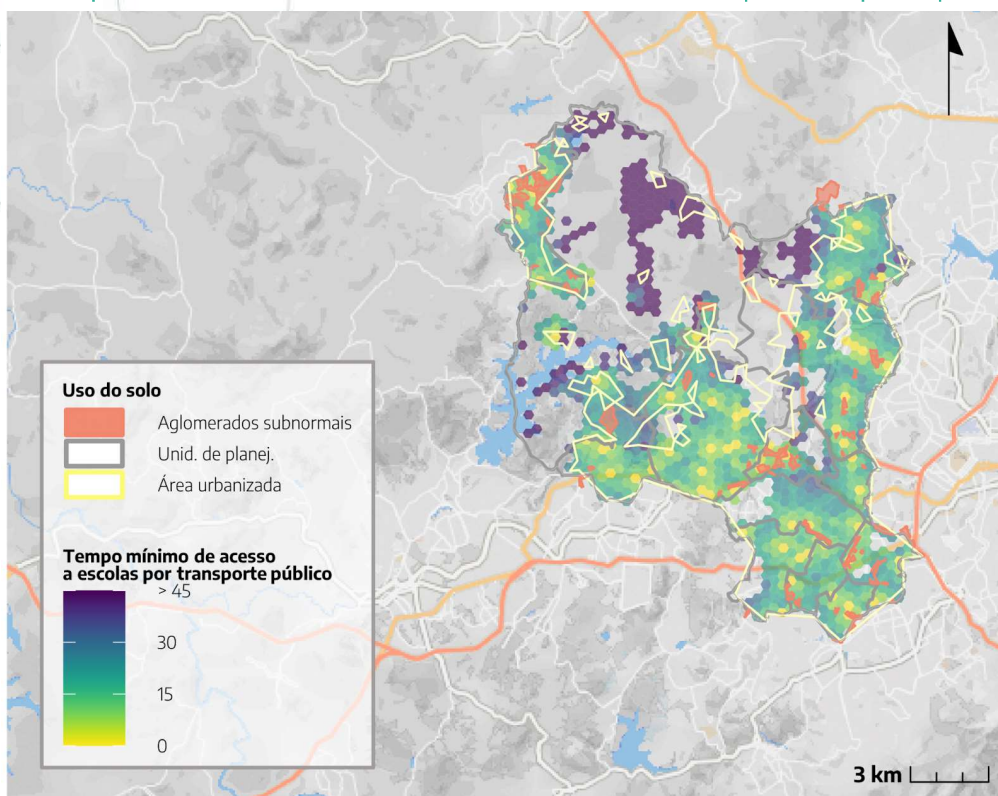 Uso do solo
Aglomerados subnormais
Unid. de planej.
Área urbanizada
Tempo mínimo de acesso
a escolas por transporte público
> 45
30
15
0
3 km